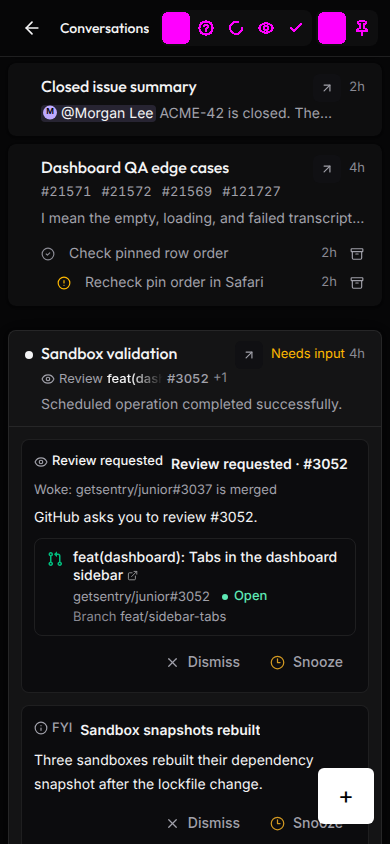 Conversations
Closed issue summary 2h
M @Morgan Lee ACME-42 is closed. The...
Dashboard QA edge cases 4h
#21571 #21572 #21569 #121727
I mean the empty, loading, and failed transcript...
Check pinned row order 2h
Recheck pin order in Safari 2h
Sandbox validation Needs input 4h
Review feat(das #3052 +1
Scheduled operation completed successfully.
Review requested Review requested · #3052
Woke: getsentry/junior#3037 is merged
GitHub asks you to review #3052.
feat(dashboard): Tabs in the dashboard
sidebar
getsentry/junior#3052 Open
Branch feat/sidebar-tabs
Dismiss Snooze
FYI Sandbox snapshots rebuilt
Three sandboxes rebuilt their dependency
snapshot after the lockfile change.
Dismiss Snooze